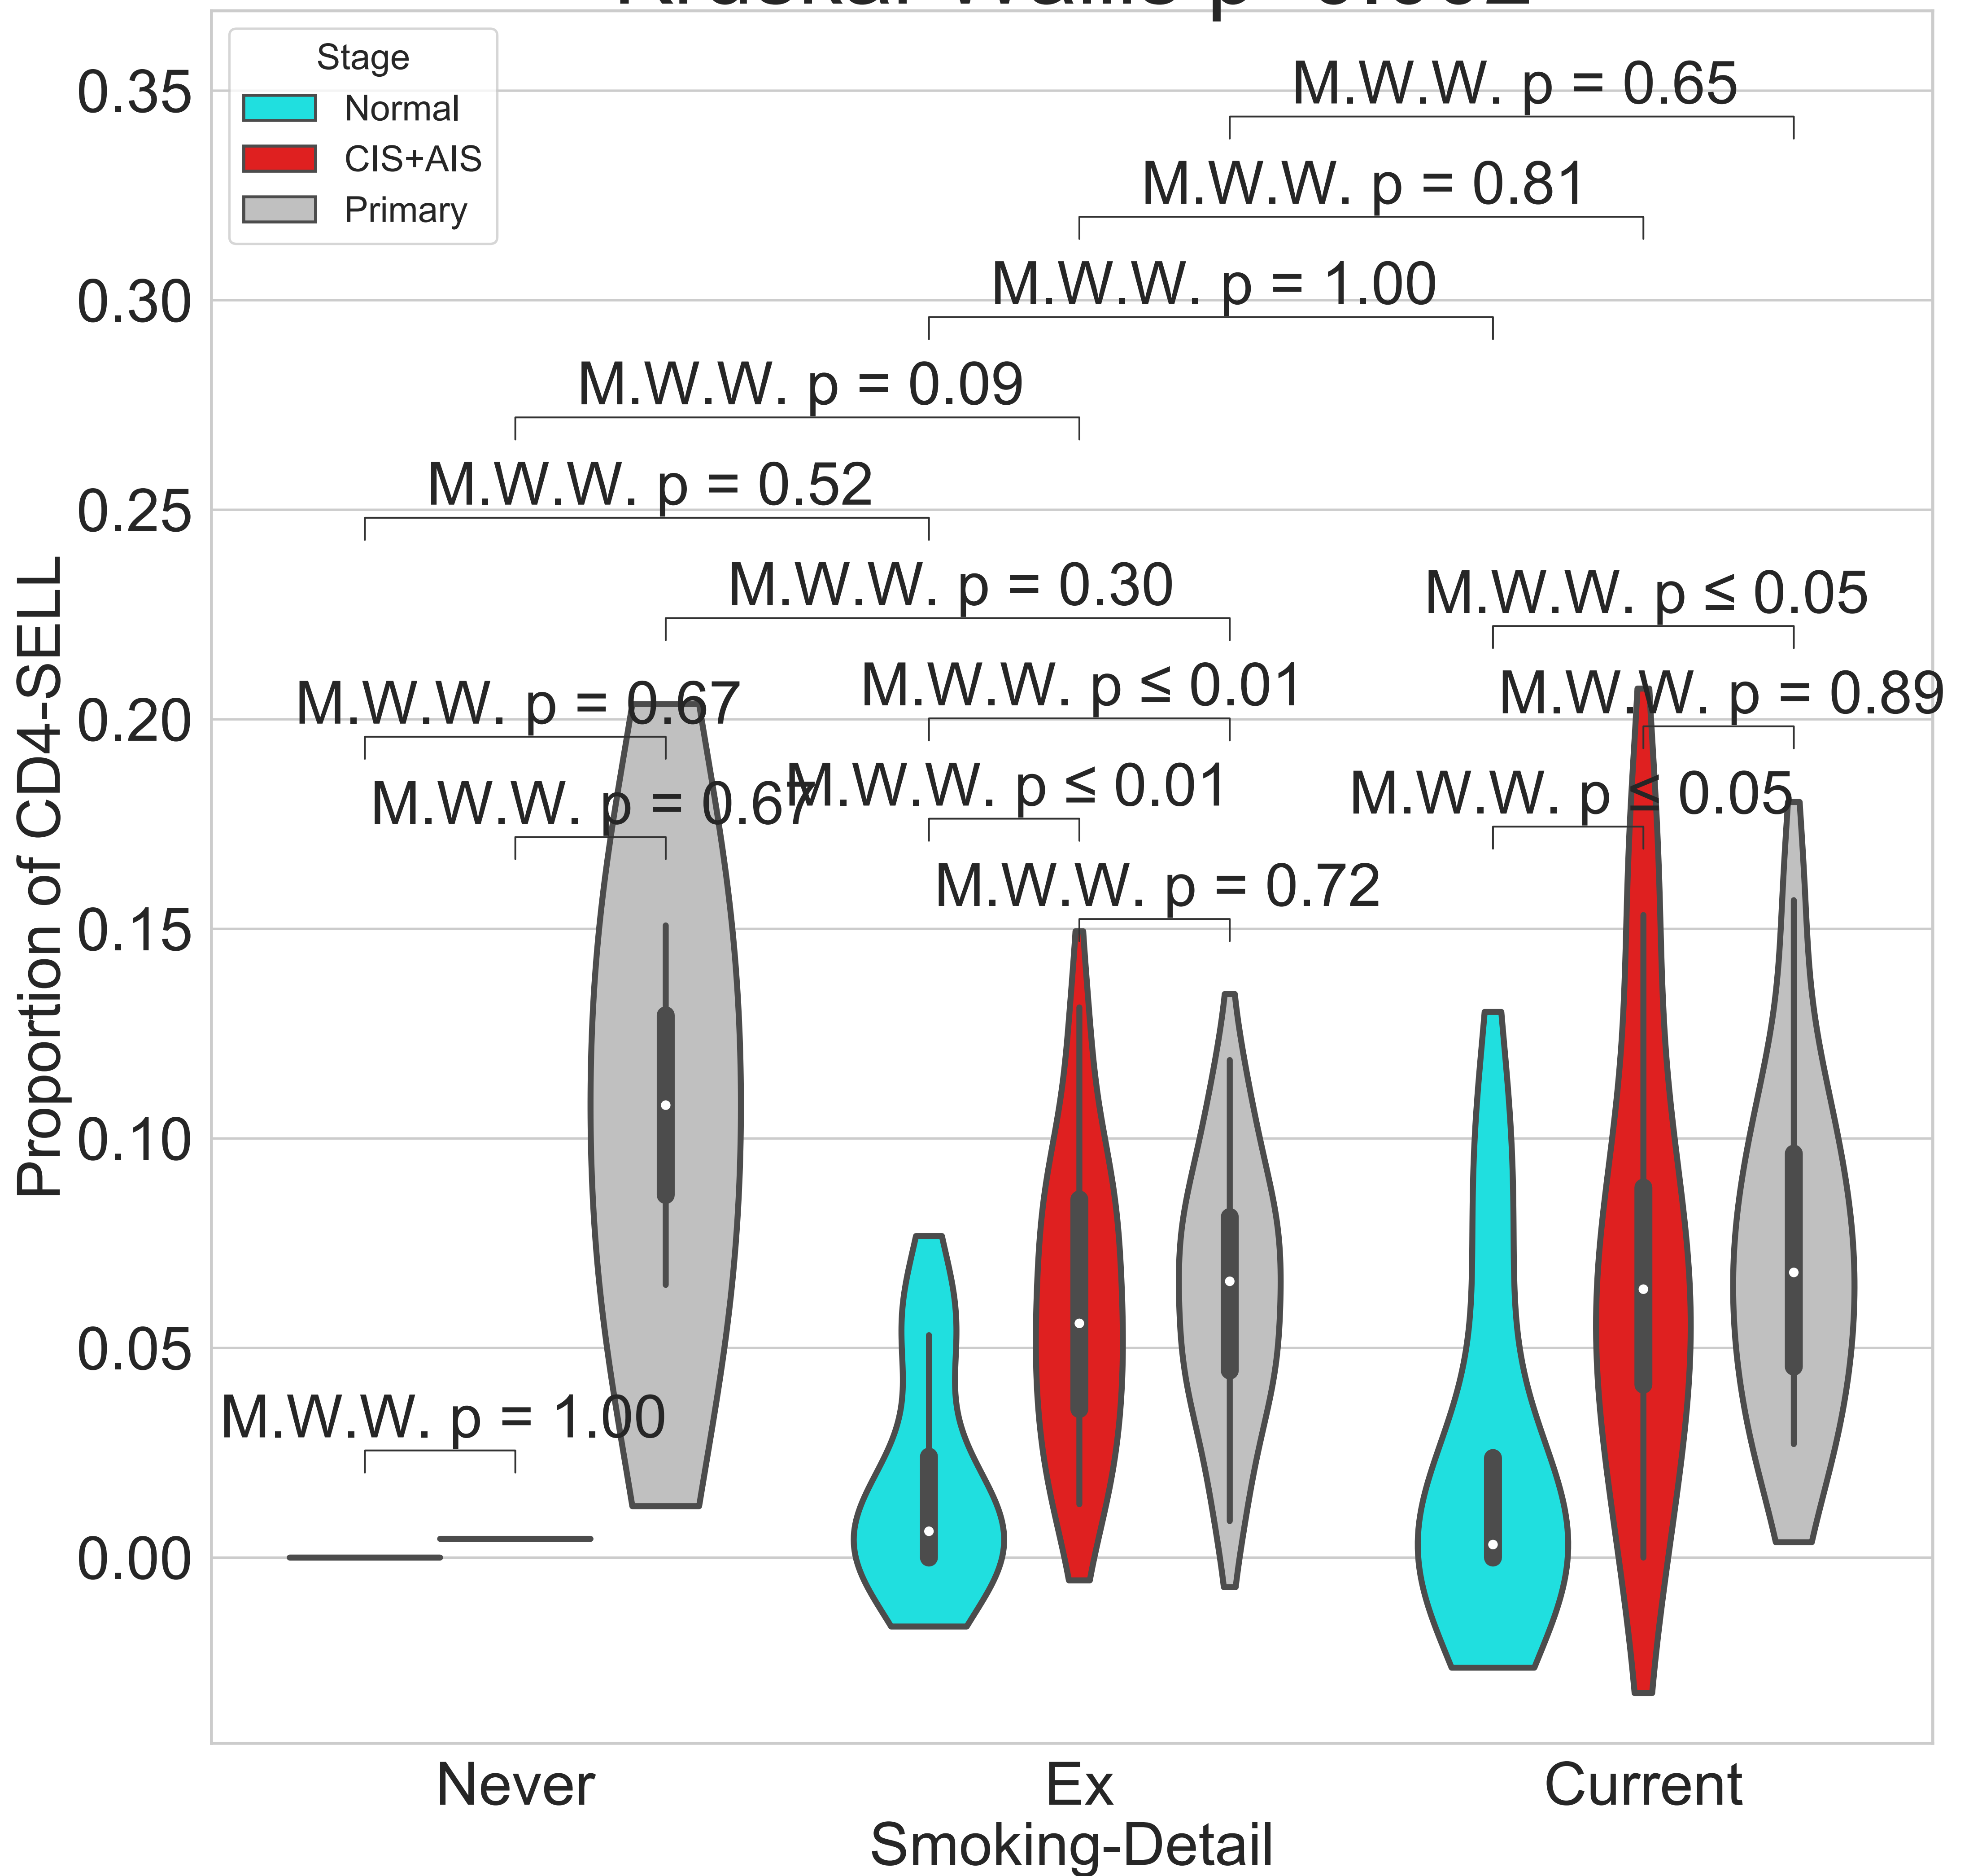 Stage
Normal
CIS+AIS
Primary
0.35
0.30
0.25
0.20
0.15
0.10
0.05
0.00
Proportion of CD4-SELL
M.W.W. p = 0.65
M.W.W. p = 0.81
M.W.W. p = 1.00
M.W.W. p = 0.09
M.W.W. p = 0.52
M.W.W. p = 0.30
M.W.W. p ≤ 0.05
M.W.W. p ≤ 0.01
M.W.W. p = 0.89
M.W.W. p = 0.67
M.W.W. p = 0.67
M.W.W. p ≤ 0.01
M.W.W. p ≤ 0.05
M.W.W. p = 0.72
M.W.W. p = 1.00
Never
Ex
Current
Smoking-Detail